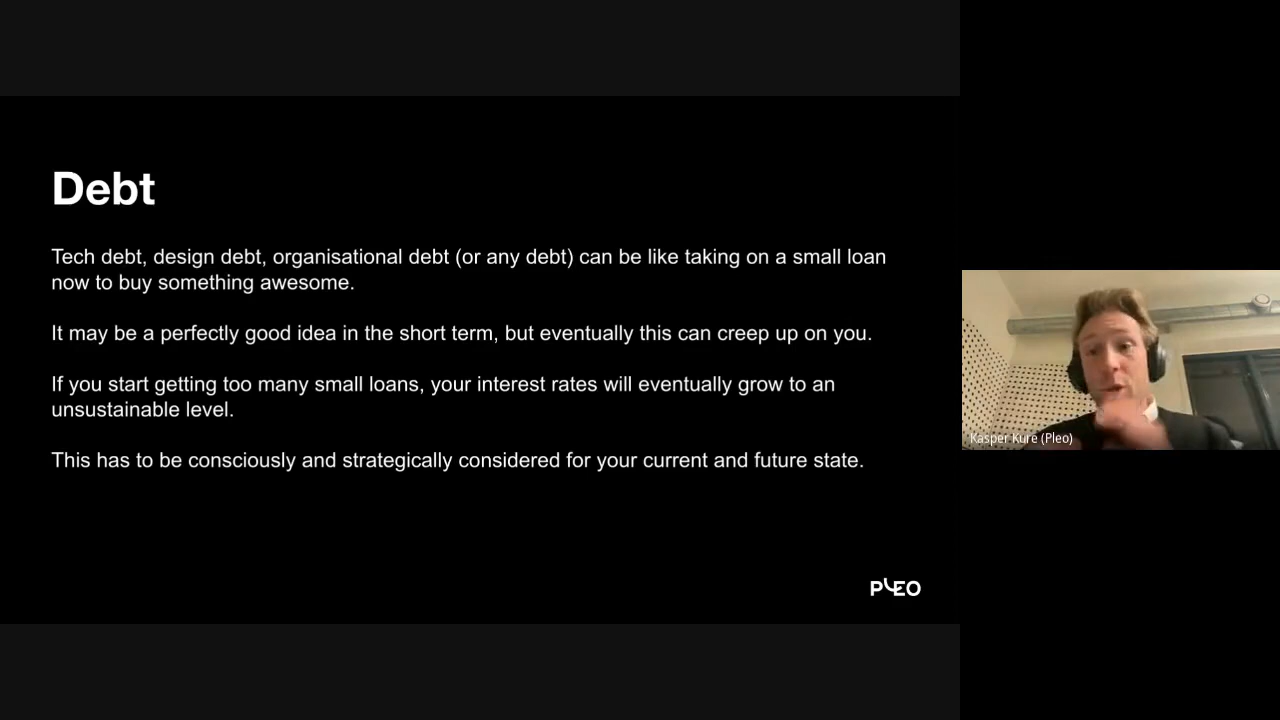 Debt
Tech debt, design debt, organisational debt (or any debt) can be like taking on a small loan
now to buy something awesome.
It may be a perfectly good idea in the short term, but eventually this can creep up on you.
If you start getting too many small loans, your interest rates will eventually grow to an
unsustainable level.
This has to be consciously and strategically considered for your current and future state.
PLEO
Kasper Kure (Pleo)